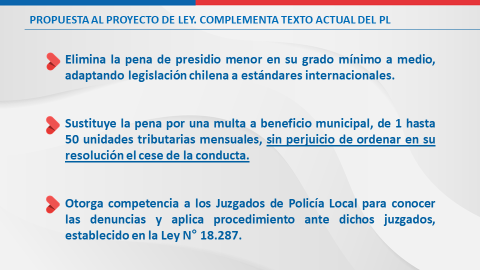 PROPUESTA AL PROYECTO DE LEY. COMPLEMENTA TEXTO ACTUAL DEL PL
Elimina la pena de presidio menor en su grado mínimo a medio,
adaptando legislación chilena a estándares internacionales.
Sustituye la pena por una multa a beneficio municipal, de 1 hasta
50 unidades tributarias mensuales, sin perjuicio de ordenar en su
resolución el cese de la conducta.
Otorga competencia a los Juzgados de Policía Local para conocer
las denuncias y aplica procedimiento ante dichos juzgados,
establecido en la Ley N° 18.287.